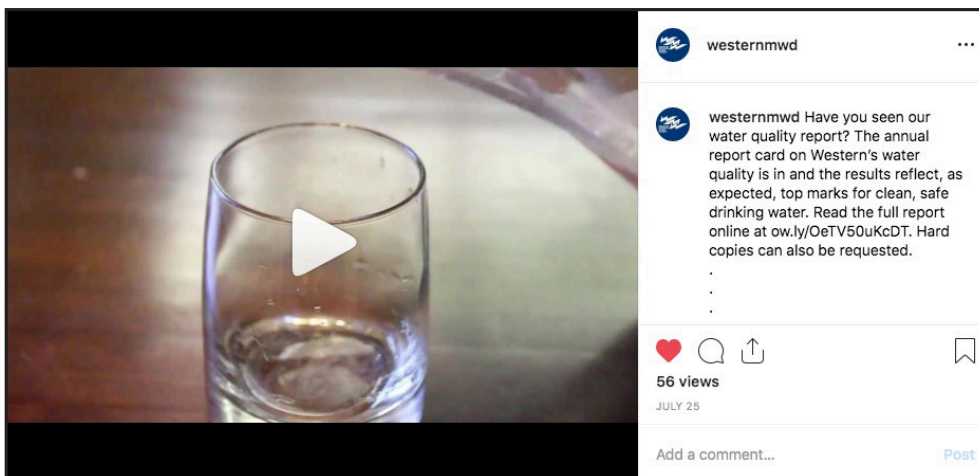 westernmwd
westernmwd Have you seen our
water quality report? The annual
report card on Western’s water
quality is in and the results reflect, as
expected, top marks for clean, safe
drinking water. Read the full report
online at ow.ly/OeTV50uKcDT. Hard
copies can also be requested.
.
.
.
56 views
JULY 25
Add a comment... Post